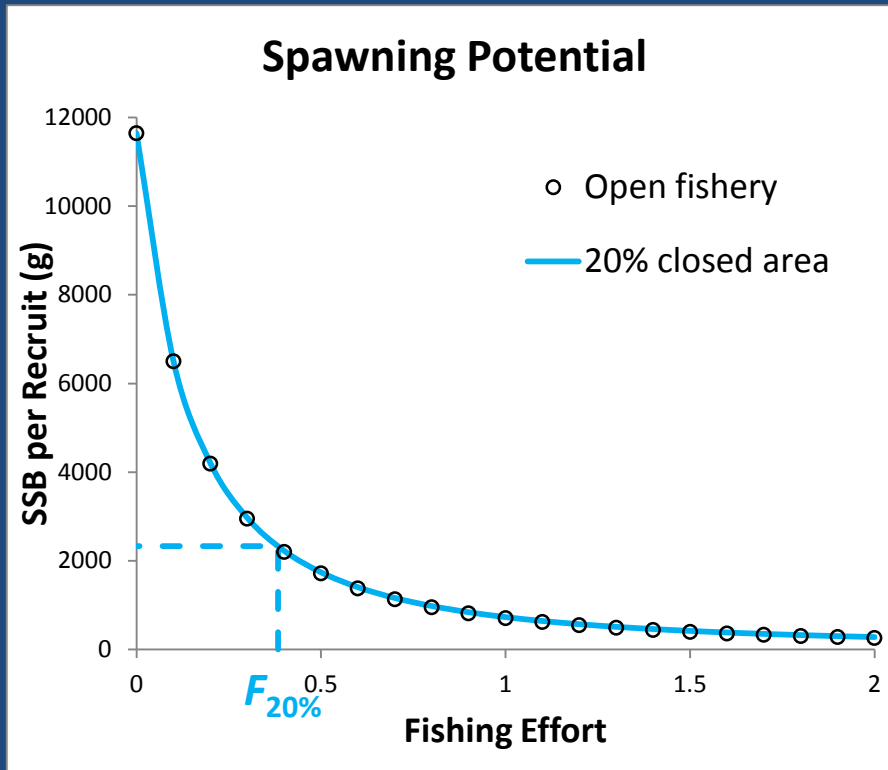 Spawning Potential
12000
10000
8000
6000
4000
2000
0
SSB per Recruit (g)
Open fishery
20% closed area
0
0.5
1
1.5
2
F20%
Fishing Effort